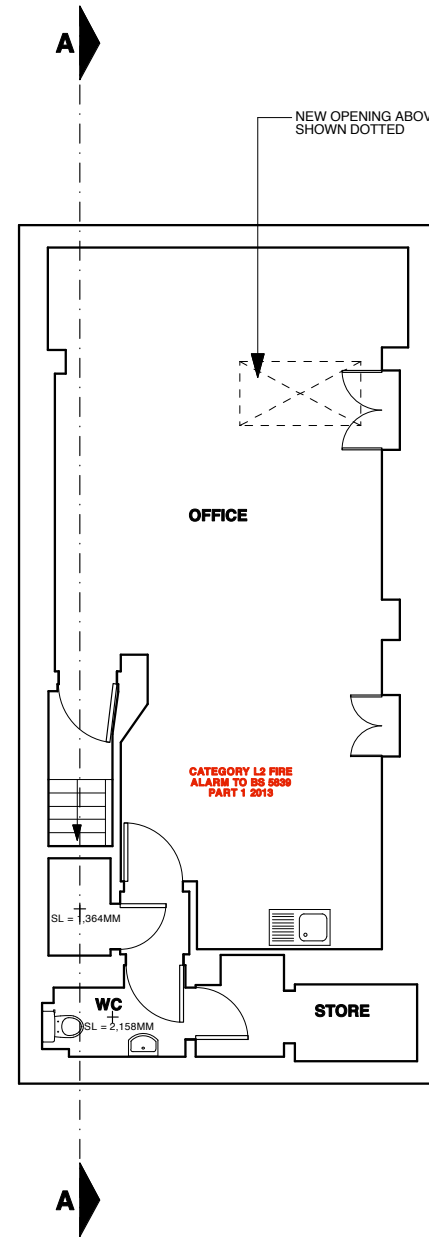 A
NEW OPENING ABOV
SHOWN DOTTED
OFFICE
CATEGORY L2 FIRE
ALARM TO BS 5839
PART 1 2013
SL = 1,364MM
WC
SL = 2,158MM
STORE
A